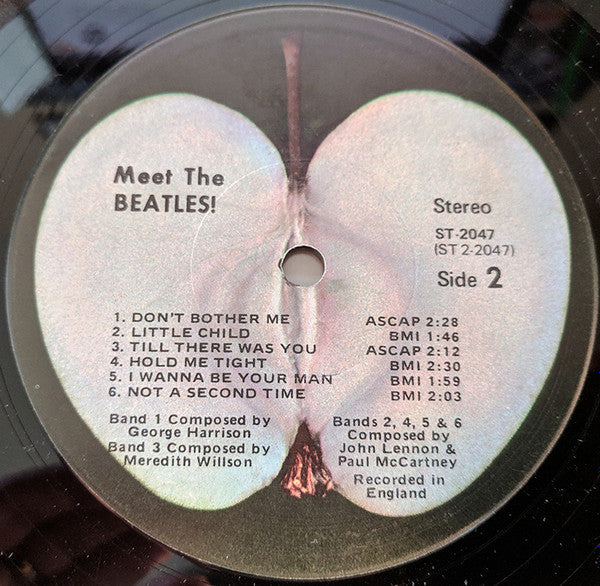 Meet The
BEATLES!
Stereo
ST-2047
(ST 2-2047)
Side 2
1. DON'T BOTHER ME ASCAP 2:28
2. LITTLE CHILD BMI 1:46
3. TILL THERE WAS YOU ASCAP 2:12
4. HOLD ME TIGHT BMI 2:30
5. I WANNA BE YOUR MAN BMI 1:59
6. NOT A SECOND TIME BMI 2:03
Band 1 Composed by
George Harrison
Band 3 Composed by
Meredith Willson
Bands 2, 4, 5 & 6
Composed by
John Lennon &
Paul McCartney
Recorded in
England